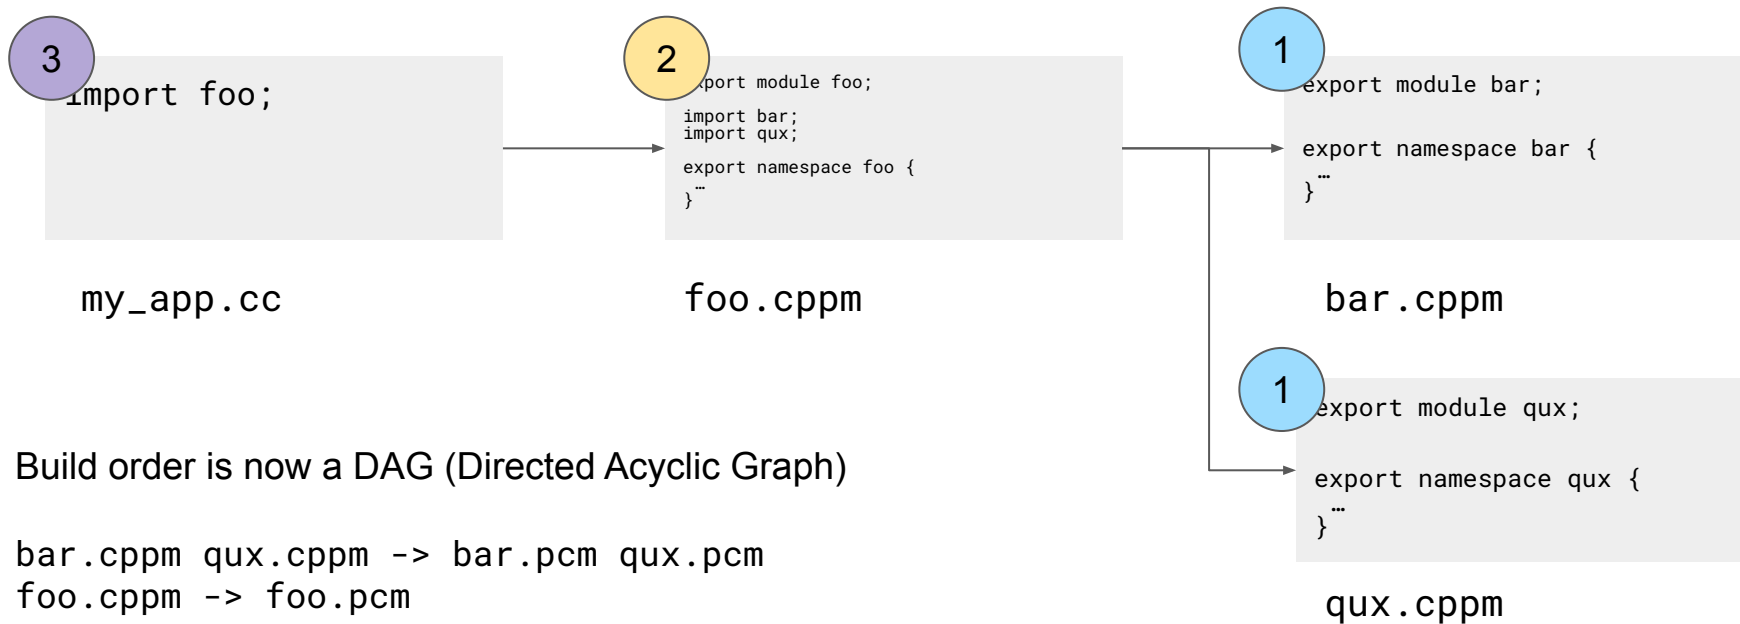 3
import foo;
my_app.cc
2
export module foo;
import bar;
import qux;
export namespace foo {
…
}
foo.cppm
1
export module bar;
export namespace bar {
…
}
bar.cppm
1
export module qux;
export namespace qux {
…
}
qux.cppm
Build order is now a DAG (Directed Acyclic Graph)
bar.cppm qux.cppm -> bar.pcm qux.pcm
foo.cppm -> foo.pcm